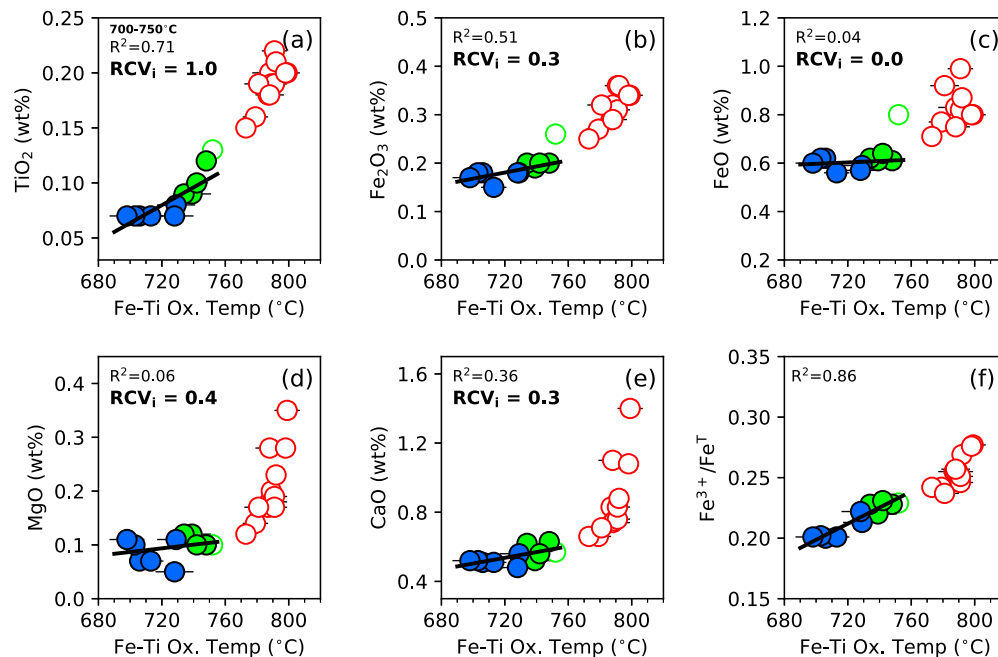 700-750°C
R²=0.71
RCVᵢ = 1.0
(a)
0.20
0.15
0.10
0.05
TiO₂ (wt%)
680 720 760 800
Fe-Ti Ox. Temp (°C)
R²=0.51
RCVᵢ = 0.3
(b)
0.5
0.4
0.3
0.2
0.1
0.0
Fe₂O₃ (wt%)
680 720 760 800
Fe-Ti Ox. Temp (°C)
R²=0.04
RCVᵢ = 0.0
(c)
1.2
1.0
0.8
0.6
0.4
0.2
FeO (wt%)
680 720 760 800
Fe-Ti Ox. Temp (°C)
R²=0.06
RCVᵢ = 0.4
(d)
0.4
0.3
0.2
0.1
0.0
MgO (wt%)
680 720 760 800
Fe-Ti Ox. Temp (°C)
R²=0.36
RCVᵢ = 0.3
(e)
1.6
1.2
0.8
0.4
CaO (wt%)
680 720 760 800
Fe-Ti Ox. Temp (°C)
R²=0.86
(f)
0.35
0.30
0.25
0.20
0.15
Fe³⁺/Feᵀ
680 720 760 800
Fe-Ti Ox. Temp (°C)